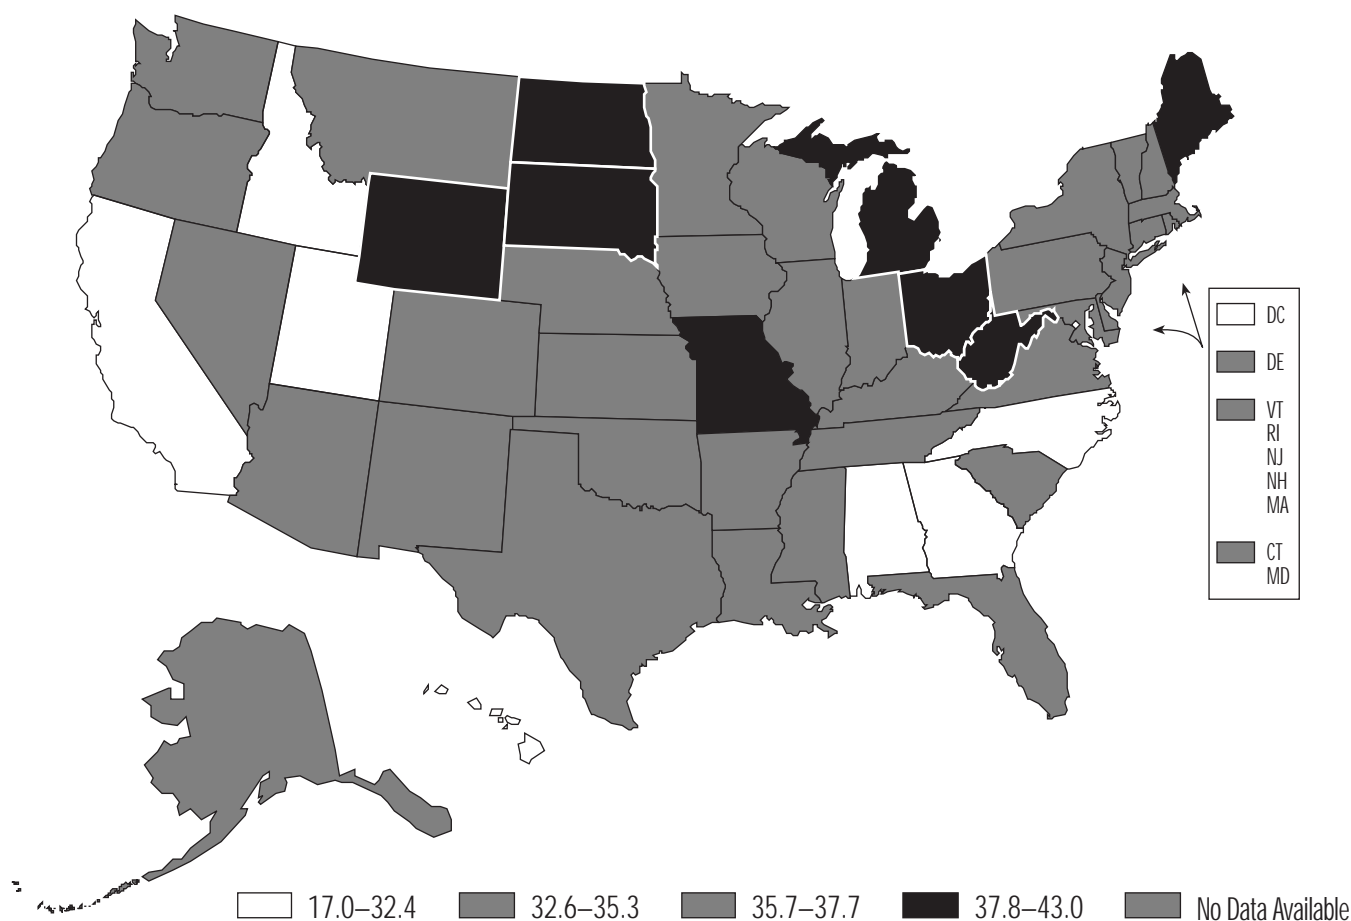 DC
DE
VT
RI
NJ
NH
MA
CT
MD
17.0–32.4
32.6–35.3
35.7–37.7
37.8–43.0
No Data Available